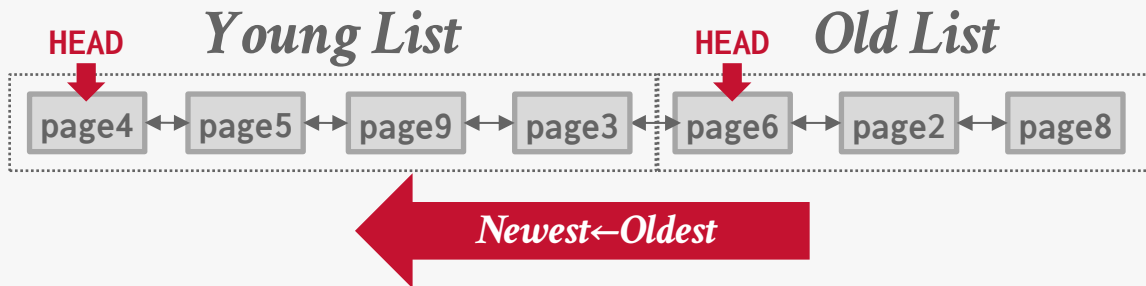 Young List
Old List
HEAD
HEAD
page4
page5
page9
page3
page6
page2
page8
Newest←Oldest